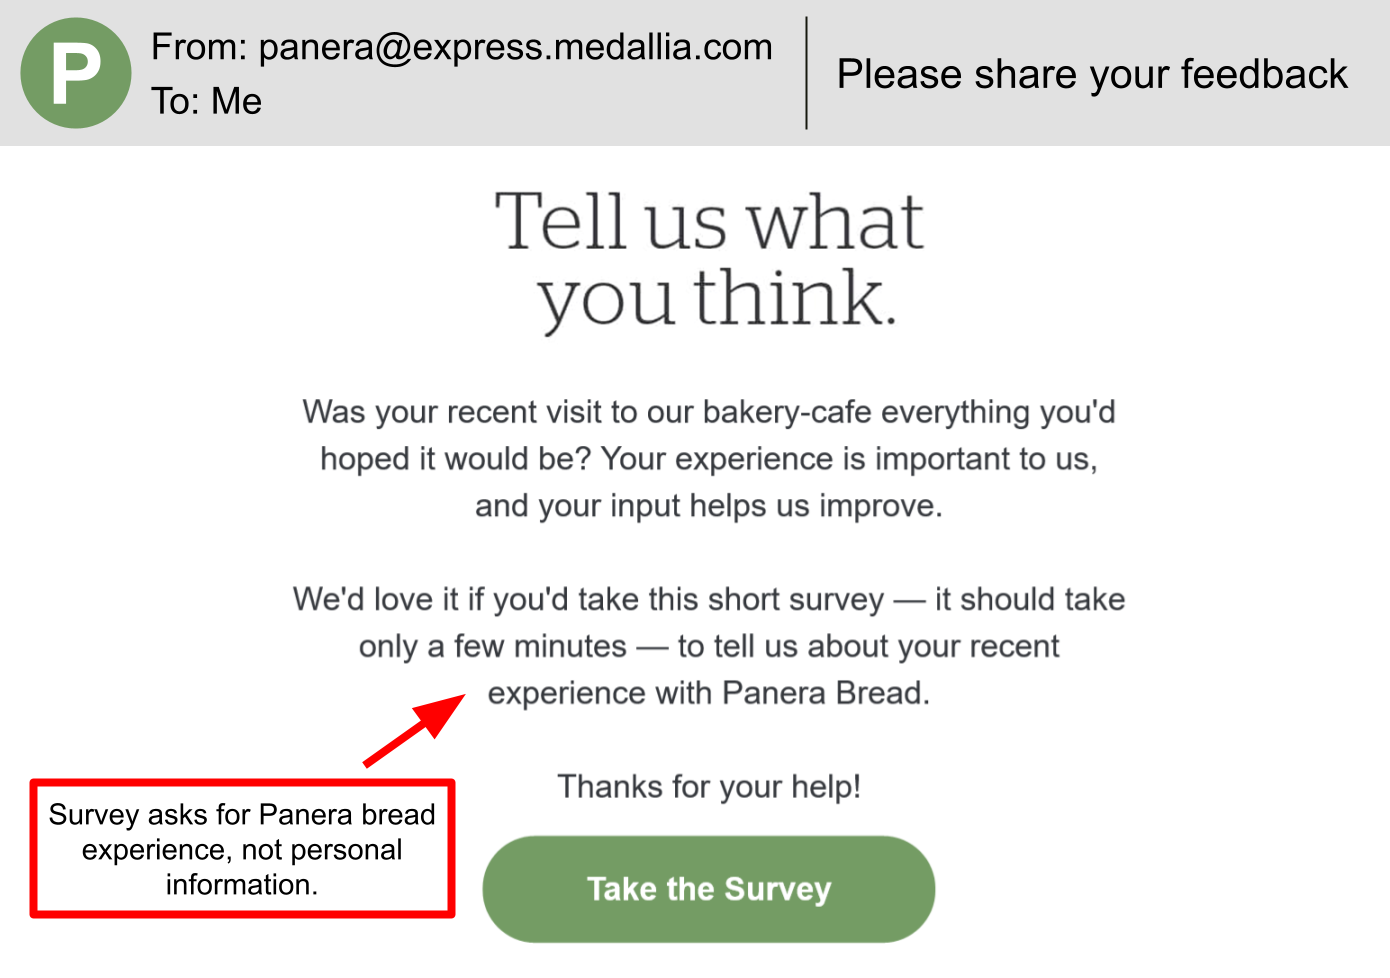 P
From: panera@express.medallia.com
To: Me
Please share your feedback
Tell us what
you think.
Was your recent visit to our bakery-cafe everything you'd
hoped it would be? Your experience is important to us,
and your input helps us improve.
We'd love it if you'd take this short survey — it should take
only a few minutes — to tell us about your recent
experience with Panera Bread.
Survey asks for Panera bread
experience, not personal
information.
Thanks for your help!
Take the Survey